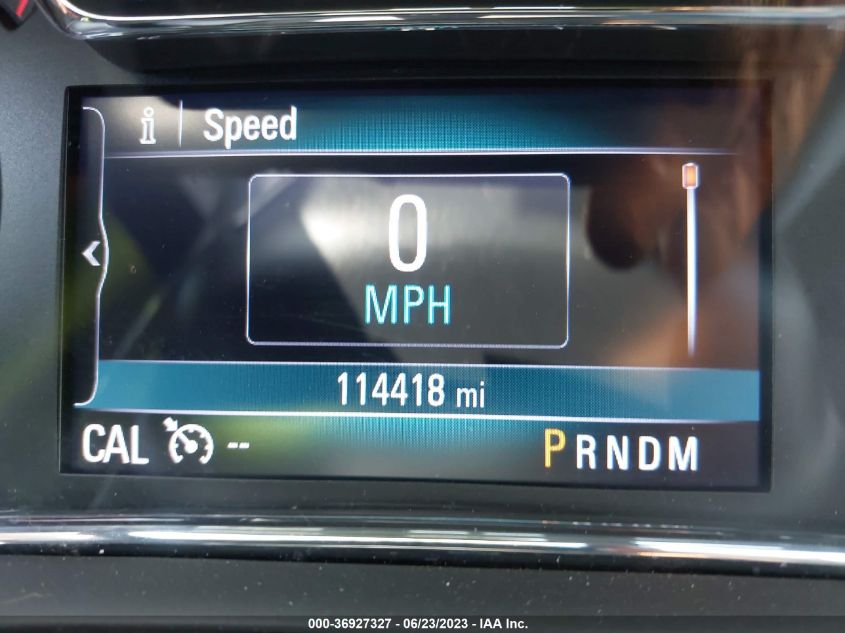 i Speed
0
MPH
114418 mi
CAL -- PRNDM
000-36927327 - 06/23/2023 - IAA Inc.